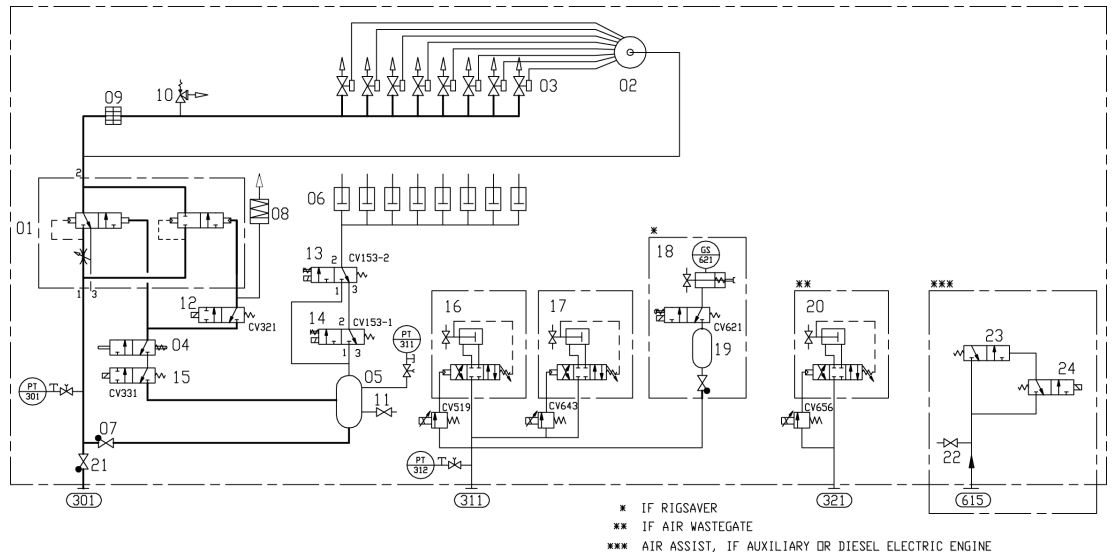 09
10
03
02
2
01
08
06
1
3
12
CV321
13
2
CV153-2
1
3
14
2
CV153-1
1
3
PT
311
04
15
CV331
05
11
PT
301
07
21
16
17
CV519
CV643
PT
312
*
18
GS
621
CV621
19
**
20
CV656
***
23
24
22
301
311
321
615
* IF RIGSAVER
** IF AIR WASTEGATE
*** AIR ASSIST, IF AUXILIARY OR DIESEL ELECTRIC ENGINE